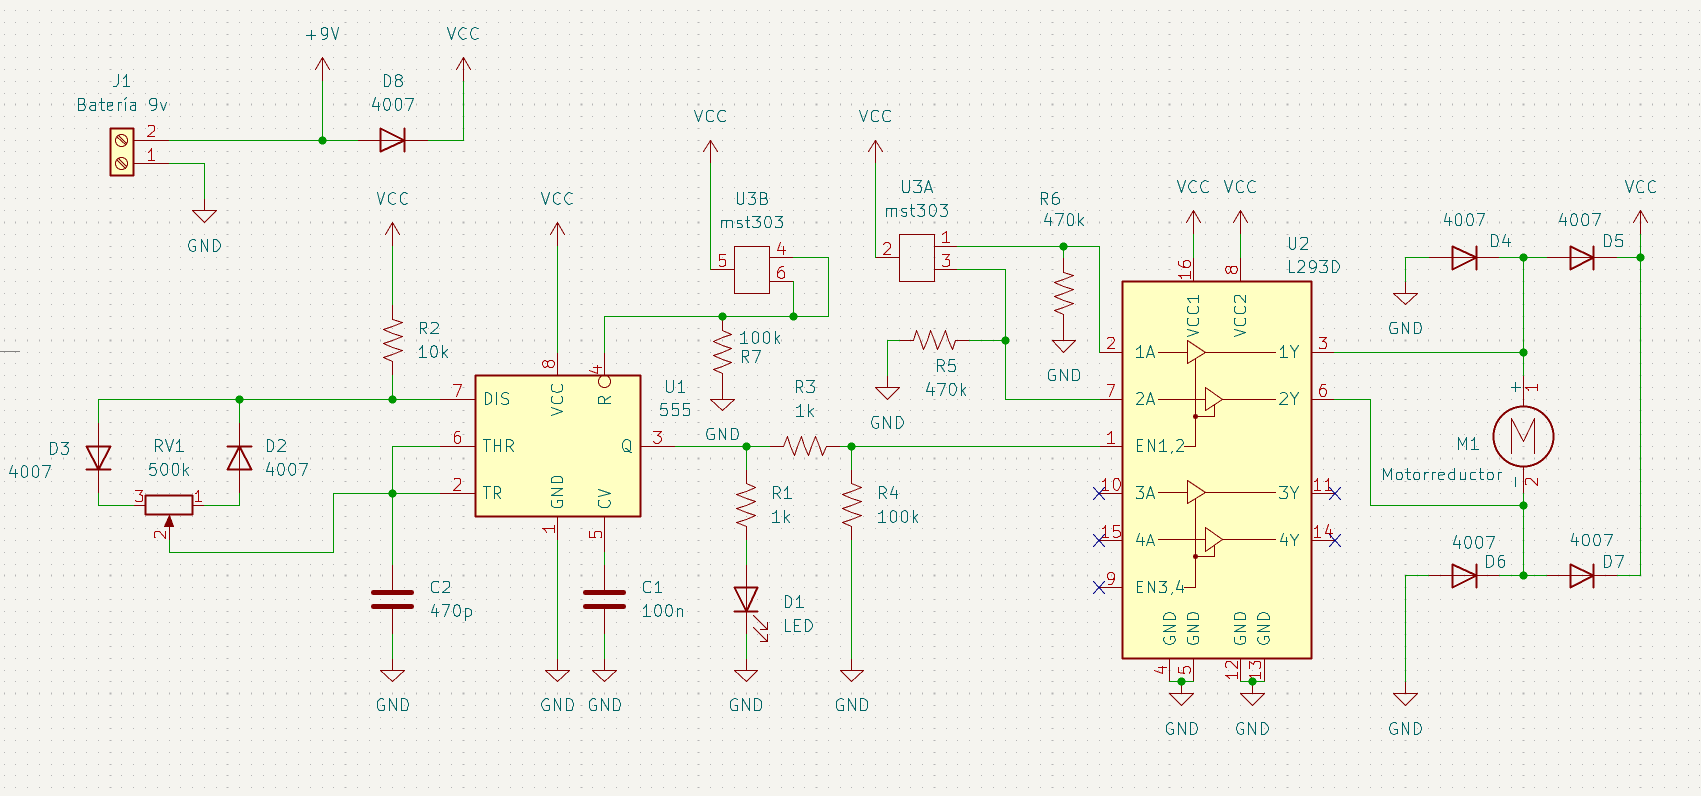 +9V
VCC
J1
Batería 9v
D8
4007
2
1
GND
VCC
VCC
VCC
VCC
U3B
mst303
5
4
6
U3A
mst303
2
1
3
R6
470k
GND
VCC
VCC
U2
L293D
4007
D4
4007
D5
VCC
GND
R2
10k
100k
R7
GND
R5
470k
GND
R3
1k
U1
555
7
DIS
8
VCC
4
R
6
THR
Q
3
2
TR
GND
CV
1
5
D3
4007
RV1
500k
3
1
2
D2
4007
C2
470p
GND
GND
GND
C1
100n
R1
1k
D1
LED
GND
R4
100k
GND
16
8
VCC1
VCC2
2
1A
1Y
3
7
2A
2Y
6
1
EN1,2
10
3A
3Y
11
15
4A
4Y
14
9
EN3,4
GND
GND
GND
GND
4
5
12
13
GND
GND
+
1
M1
M
Motorreductor
-
2
4007
D6
4007
D7
GND